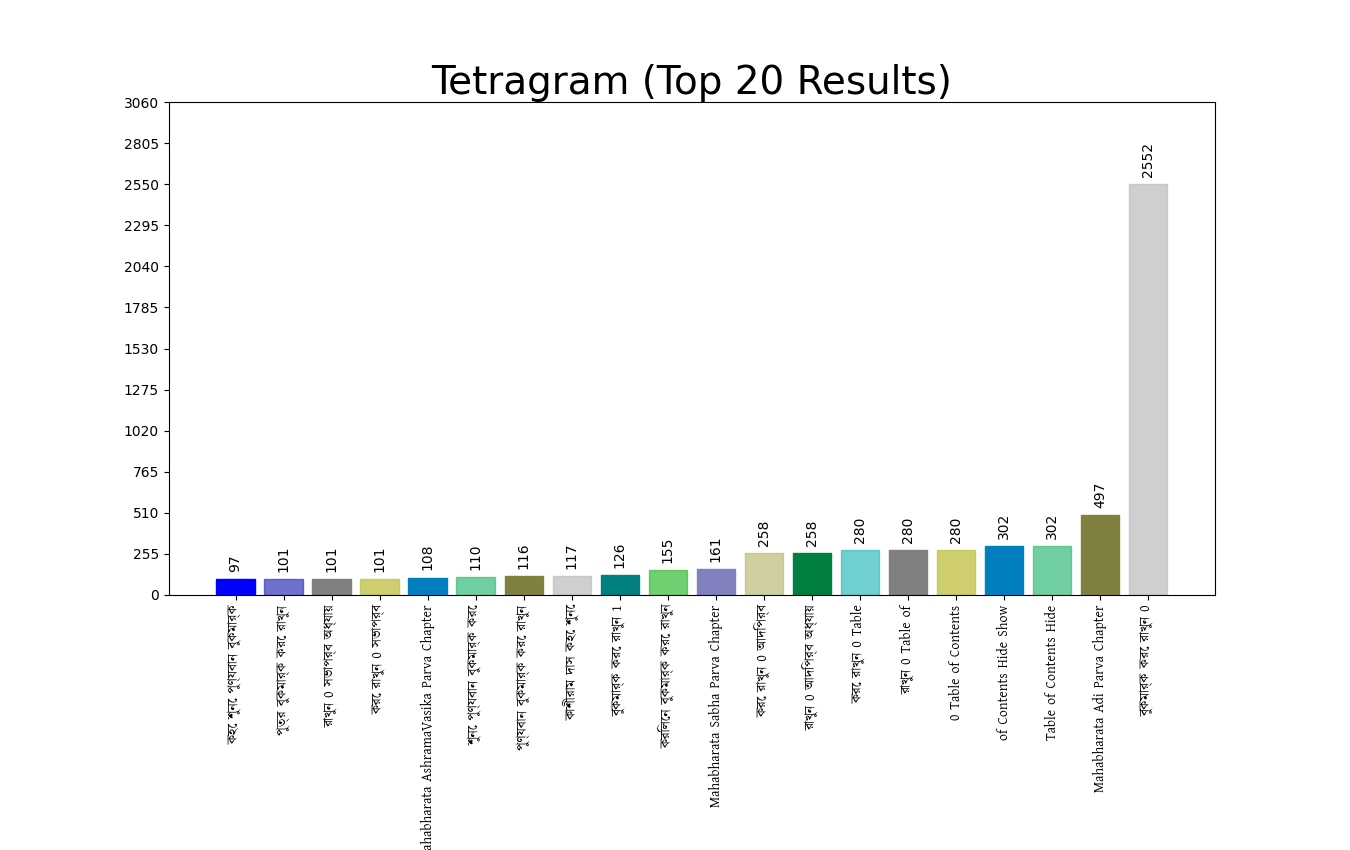 Tetragram (Top 20 Results)
3060
2805
2550
2295
2040
1785
1530
1275
1020
765
510
255
0
97
101
101
101
108
110
116
117
126
155
161
258
258
280
280
280
302
302
497
2552
কহে শুনে পুণ্যবান বুকমার্ক
পুত্র বুকমার্ক করে রাখুন
রাখুন 0 সভাপর্ব অধ্যায়
করে রাখুন 0 সভাপর্ব
ahabharata AshramaVasika Parva Chapter
শুনে পুণ্যবান বুকমার্ক করে
পুণ্যবান বুকমার্ক করে রাখুন
কাশীরাম দাস কহে শুনে
বুকমার্ক করে রাখুন 1
করিলেন বুকমার্ক করে রাখুন
Mahabharata Sabha Parva Chapter
করে রাখুন 0 আদিপর্ব
রাখুন 0 আদিপর্ব অধ্যায়
করে রাখুন 0 Table
রাখুন 0 Table of
0 Table of Contents
of Contents Hide Show
Table of Contents Hide
Mahabharata Adi Parva Chapter
বুকমার্ক করে রাখুন 0